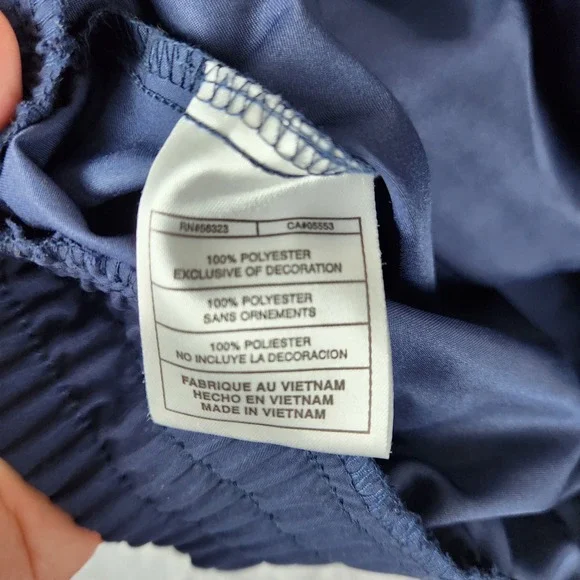 RN#56323 CA#05553
100% POLYESTER
EXCLUSIVE OF DECORATION
100% POLYESTER
SANS ORNEMENTS
100% POLIESTER
NO INCLUYE LA DECORACION
FABRIQUE AU VIETNAM
HECHO EN VIETNAM
MADE IN VIETNAM